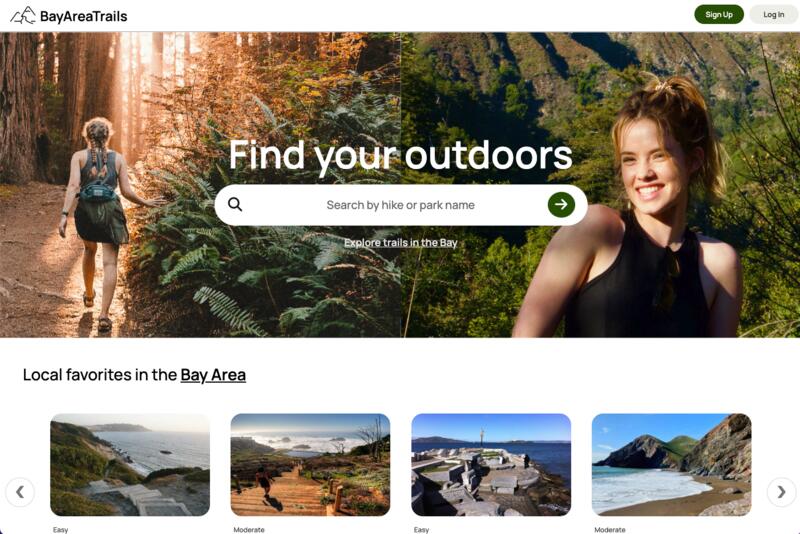 BayAreaTrails
Sign Up
Log In
Find your outdoors
Search by hike or park name
Explore trails in the Bay
Local favorites in the Bay Area
Easy
Moderate
Easy
Moderate